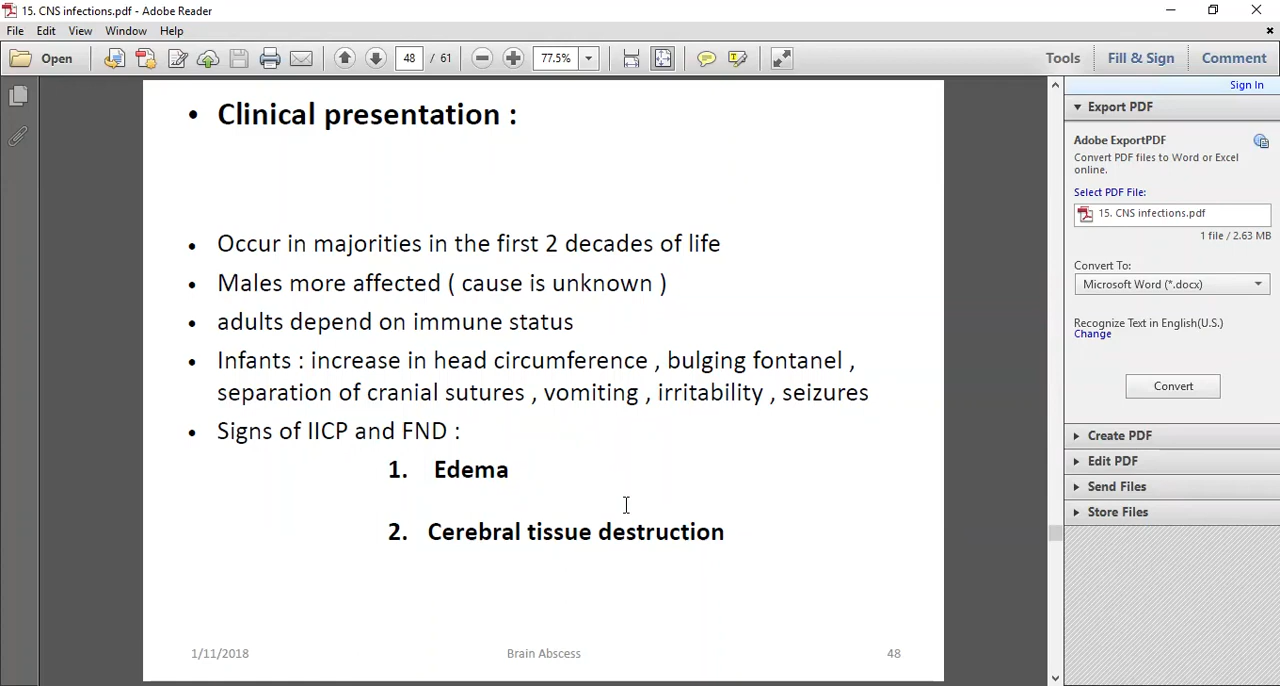 15. CNS infections.pdf - Adobe Reader
File Edit View Window Help
Open 48 / 61 77.5% Tools Fill & Sign Comment
Sign In
• Clinical presentation :
• Occur in majorities in the first 2 decades of life
• Males more affected ( cause is unknown )
• adults depend on immune status
• Infants : increase in head circumference , bulging fontanel ,
separation of cranial sutures , vomiting , irritability , seizures
• Signs of IICP and FND :
1. Edema
2. Cerebral tissue destruction
1/11/2018 Brain Abscess 48
Export PDF
Adobe ExportPDF
Convert PDF files to Word or Excel
online.
Select PDF File:
15. CNS infections.pdf
1 file / 2.63 MB
Convert To:
Microsoft Word (*.docx)
Recognize Text in English(U.S.)
Change
Convert
Create PDF
Edit PDF
Send Files
Store Files